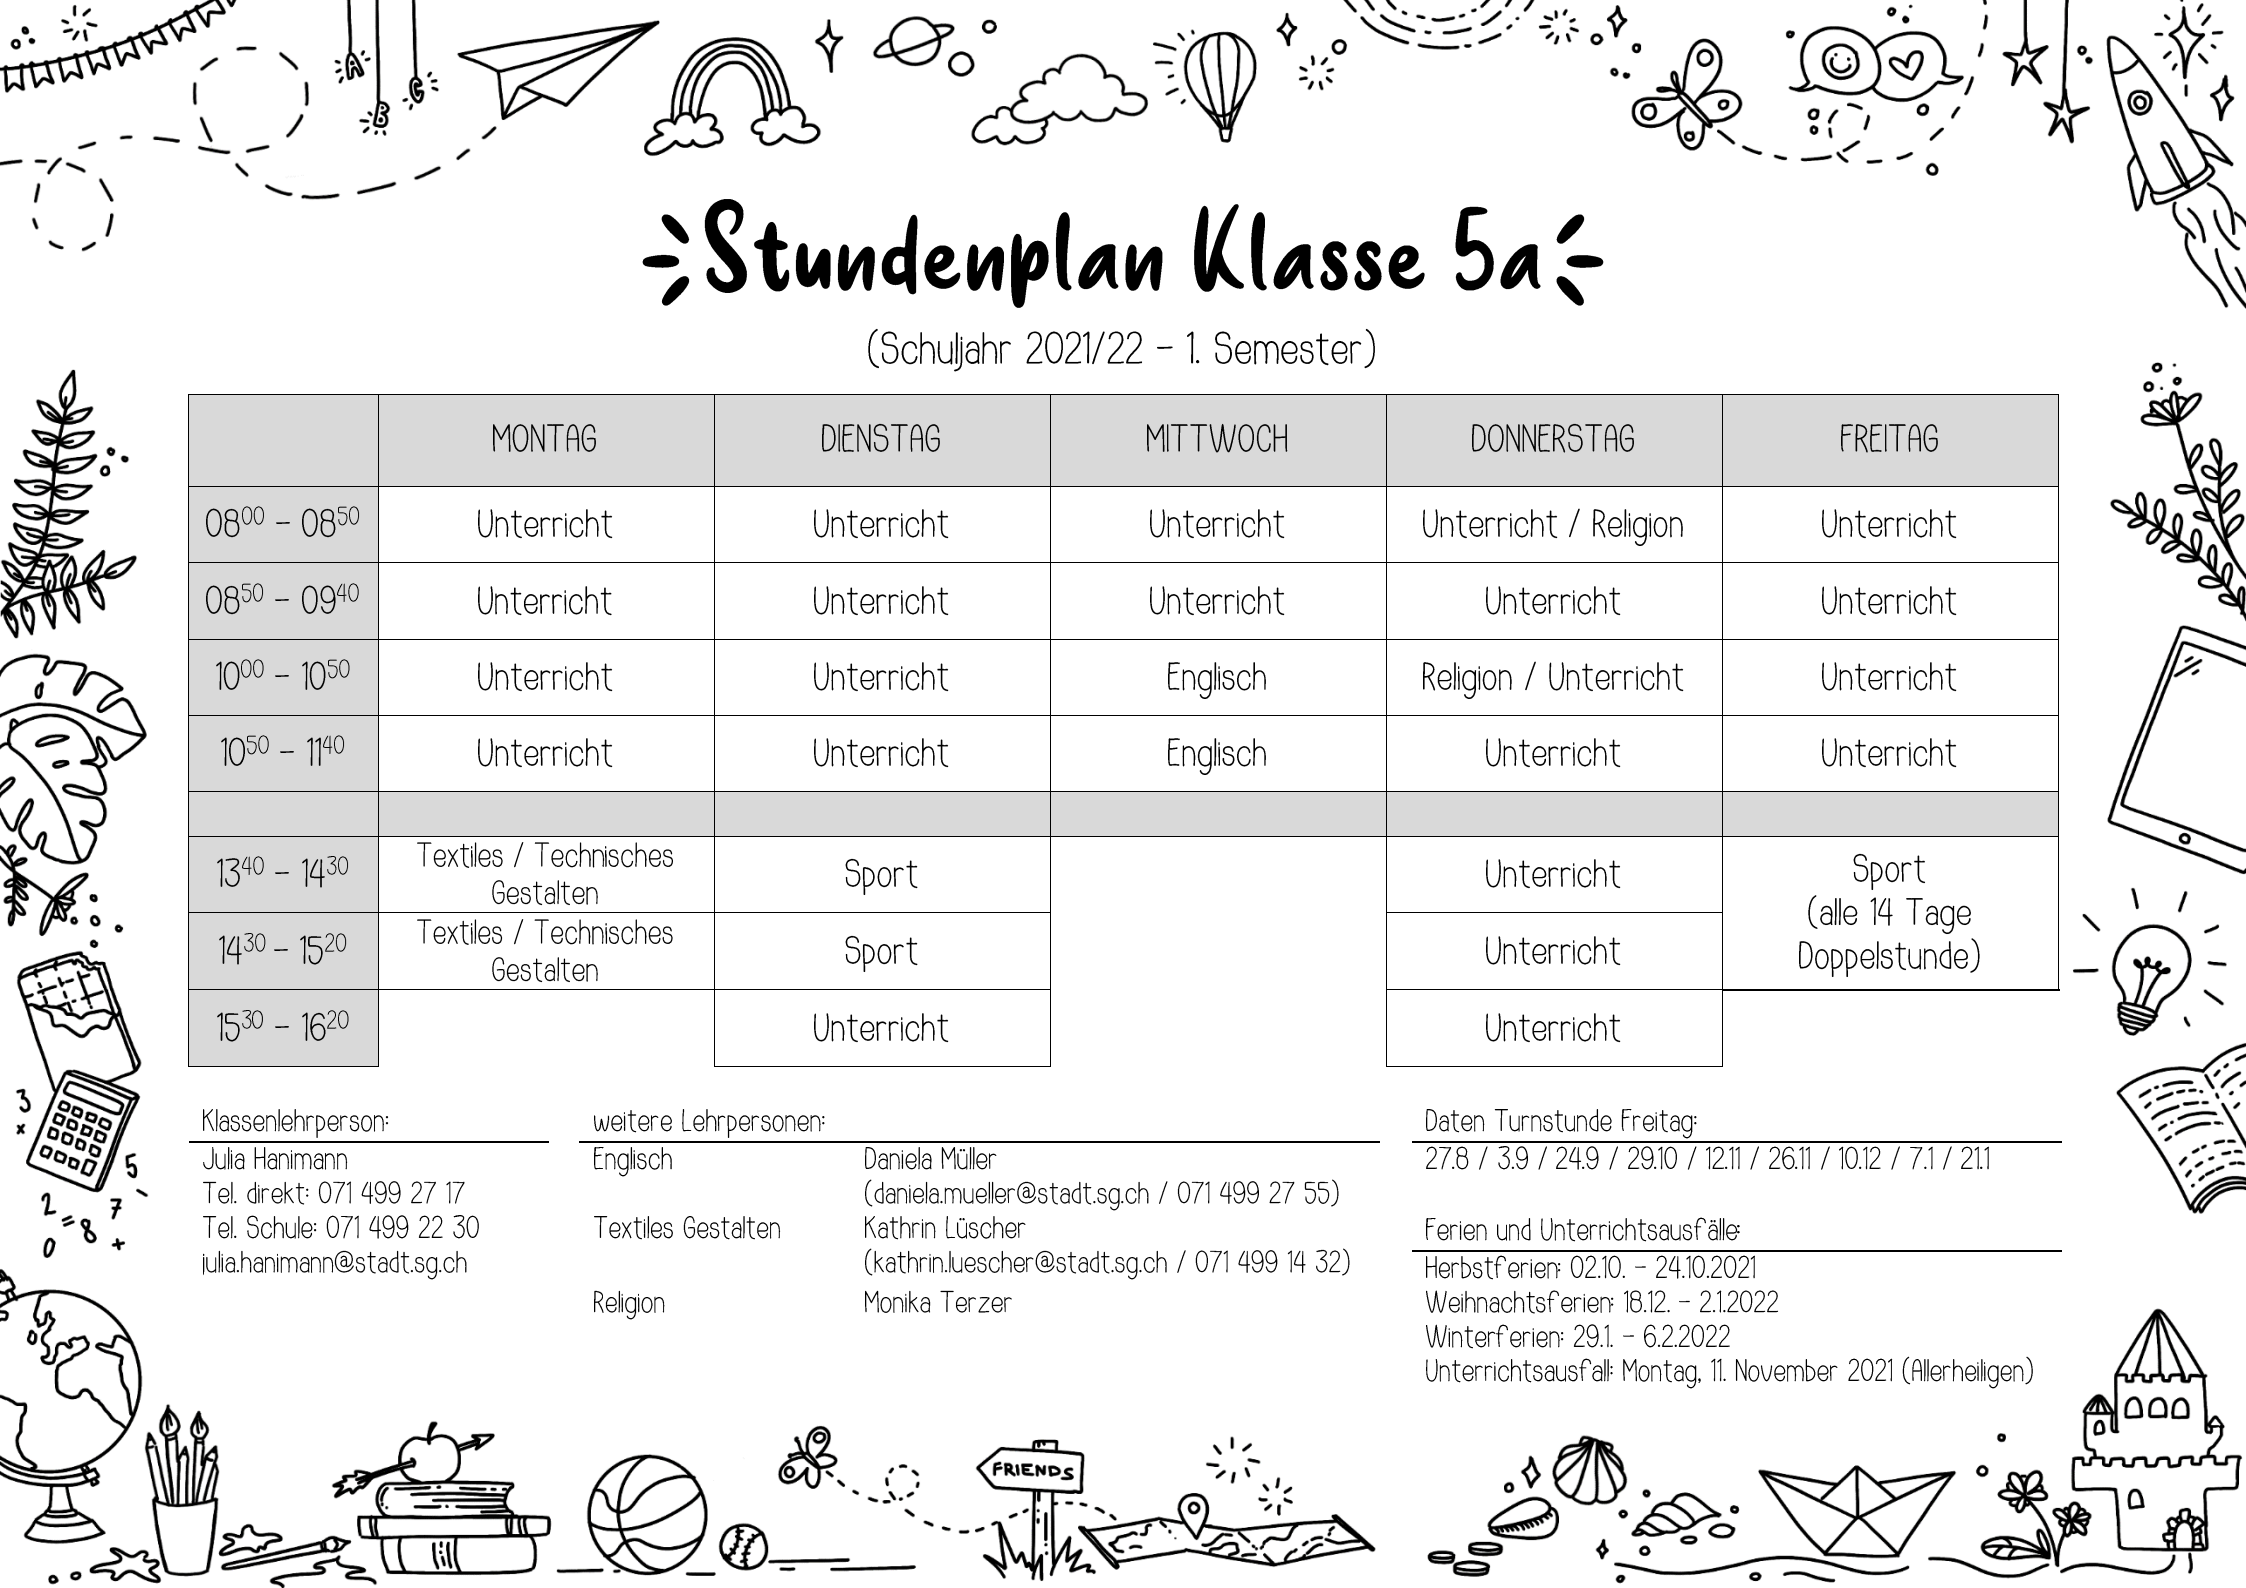 A
B
C
Stundenplan Klasse 5a
(Schuljahr 2021/22 – 1. Semester)
MONTAG DIENSTAG MITTWOCH DONNERSTAG FREITAG
08⁰⁰ – 08⁵⁰ Unterricht Unterricht Unterricht Unterricht / Religion Unterricht
08⁵⁰ – 09⁴⁰ Unterricht Unterricht Unterricht Unterricht Unterricht
10⁰⁰ – 10⁵⁰ Unterricht Unterricht Englisch Religion / Unterricht Unterricht
10⁵⁰ – 11⁴⁰ Unterricht Unterricht Englisch Unterricht Unterricht
13⁴⁰ – 14³⁰ Textiles / Technisches Gestalten Sport Unterricht Sport
(alle 14 Tage
Doppelstunde)
14³⁰ – 15²⁰ Textiles / Technisches Gestalten Sport Unterricht
15³⁰ – 16²⁰ Unterricht Unterricht
Klassenlehrperson:
Julia Hanimann
Tel. direkt: 071 499 27 17
Tel. Schule: 071 499 22 30
julia.hanimann@stadt.sg.ch
weitere Lehrpersonen:
Englisch Daniela Müller
(daniela.mueller@stadt.sg.ch / 071 499 27 55)
Textiles Gestalten Kathrin Lüscher
(kathrin.luescher@stadt.sg.ch / 071 499 14 32)
Religion Monika Terzer
Daten Turnstunde Freitag:
27.8 / 3.9 / 24.9 / 29.10 / 12.11 / 26.11 / 10.12 / 7.1 / 21.1
Ferien und Unterrichtsausfälle:
Herbstferien: 02.10. – 24.10.2021
Weihnachtsferien: 18.12. – 2.1.2022
Winterferien: 29.1. – 6.2.2022
Unterrichtsausfall: Montag, 11. November 2021 (Allerheiligen)
3
×
5
2 = 8 7 -
0 +
FRIENDS